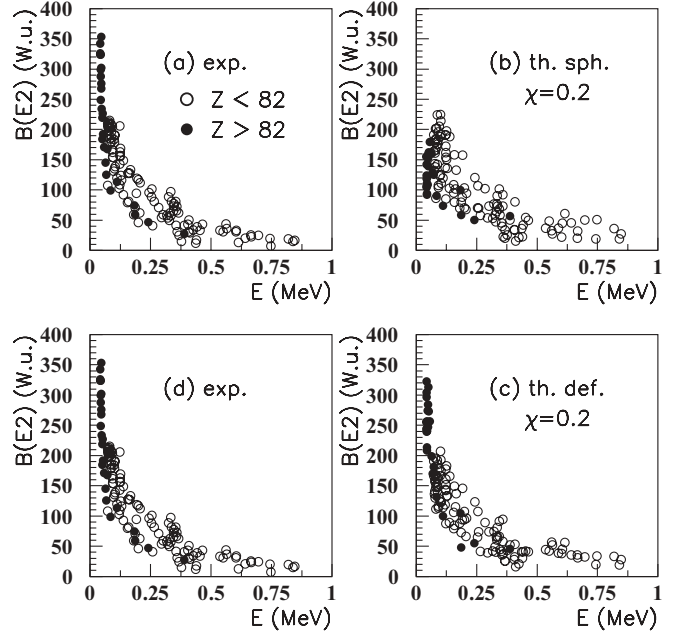 B(E2) (W.u.)
400
350
300
250
200
150
100
50
0
(a) exp.
Z < 82
Z > 82
0 0.25 0.5 0.75 1
E (MeV)
B(E2) (W.u.)
400
350
300
250
200
150
100
50
0
(b) th. sph.
χ=0.2
0 0.25 0.5 0.75 1
E (MeV)
B(E2) (W.u.)
400
350
300
250
200
150
100
50
0
(d) exp.
0 0.25 0.5 0.75 1
E (MeV)
B(E2) (W.u.)
400
350
300
250
200
150
100
50
0
(c) th. def.
χ=0.2
0 0.25 0.5 0.75 1
E (MeV)